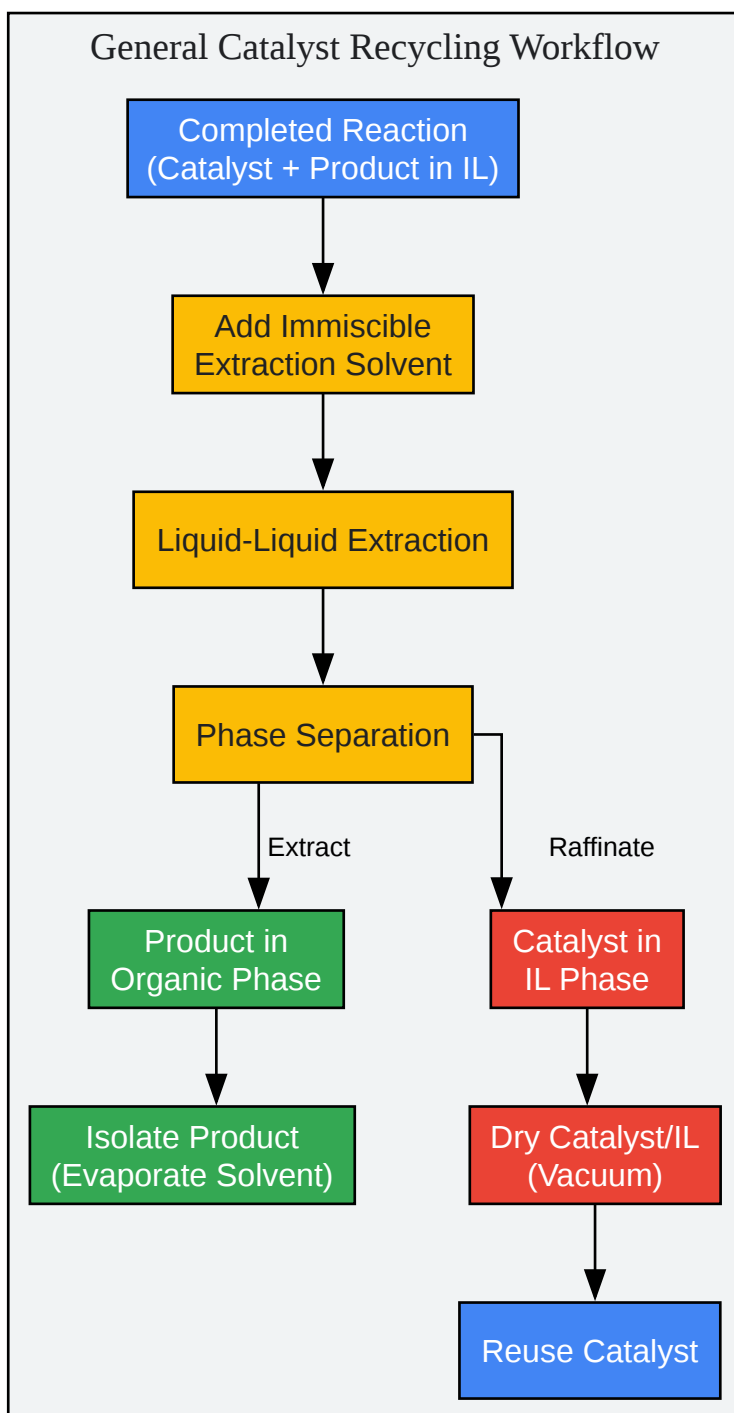 General Catalyst Recycling Workflow
Completed Reaction
(Catalyst + Product in IL)
Add Immiscible
Extraction Solvent
Liquid-Liquid Extraction
Phase Separation
Extract
Raffinate
Product in
Organic Phase
Catalyst in
IL Phase
Isolate Product
(Evaporate Solvent)
Dry Catalyst/IL
(Vacuum)
Reuse Catalyst